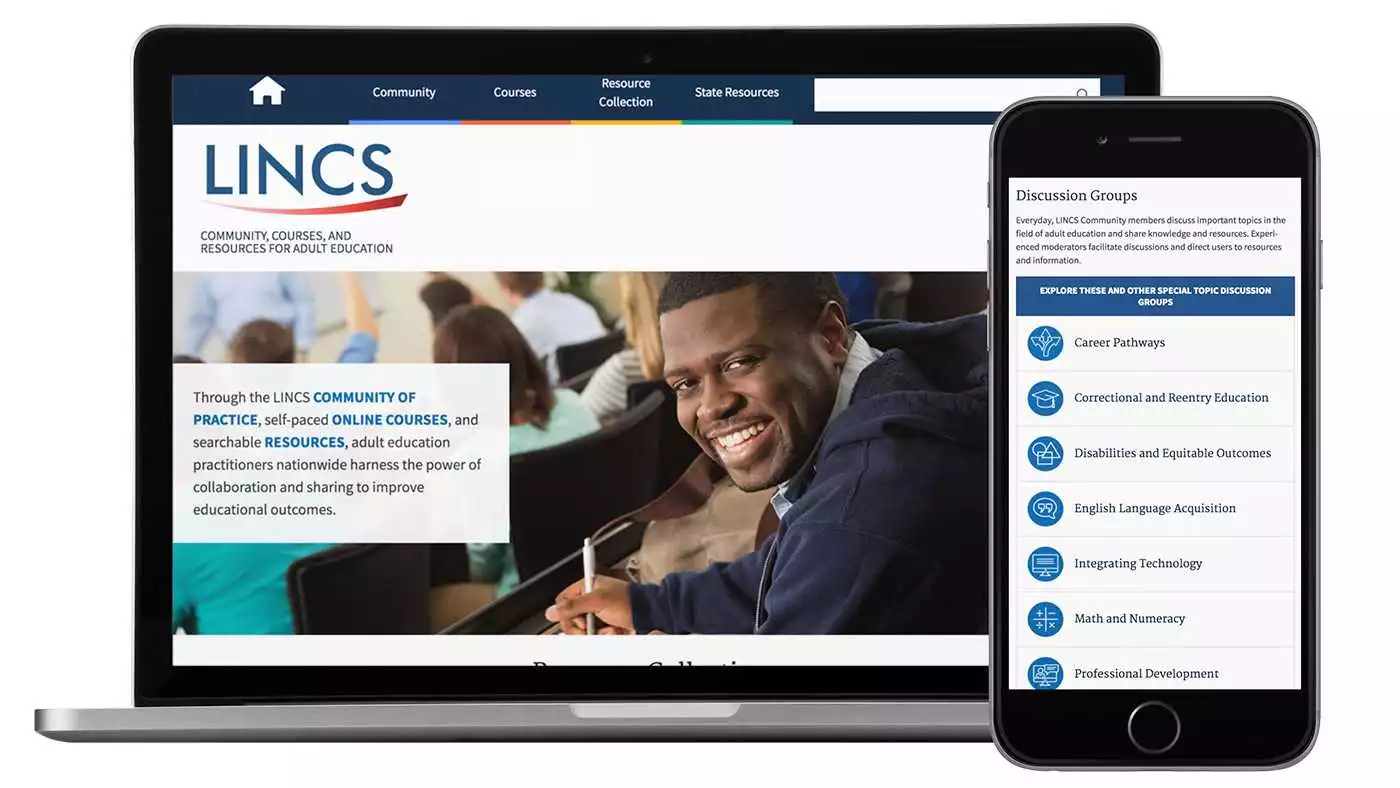 Community
Courses
Resource
Collection
State Resources
LINCS
COMMUNITY, COURSES, AND
RESOURCES FOR ADULT EDUCATION
Through the LINCS COMMUNITY OF
PRACTICE, self-paced ONLINE COURSES, and
searchable RESOURCES, adult education
practitioners nationwide harness the power of
collaboration and sharing to improve
educational outcomes.
Discussion Groups
Everyday, LINCS Community members discuss important topics in the
field of adult education and share knowledge and resources. Experi-
enced moderators facilitate discussions and direct users to resources
and information.
EXPLORE THESE AND OTHER SPECIAL TOPIC DISCUSSION
GROUPS
Career Pathways
Correctional and Reentry Education
Disabilities and Equitable Outcomes
English Language Acquisition
Integrating Technology
Math and Numeracy
Professional Development